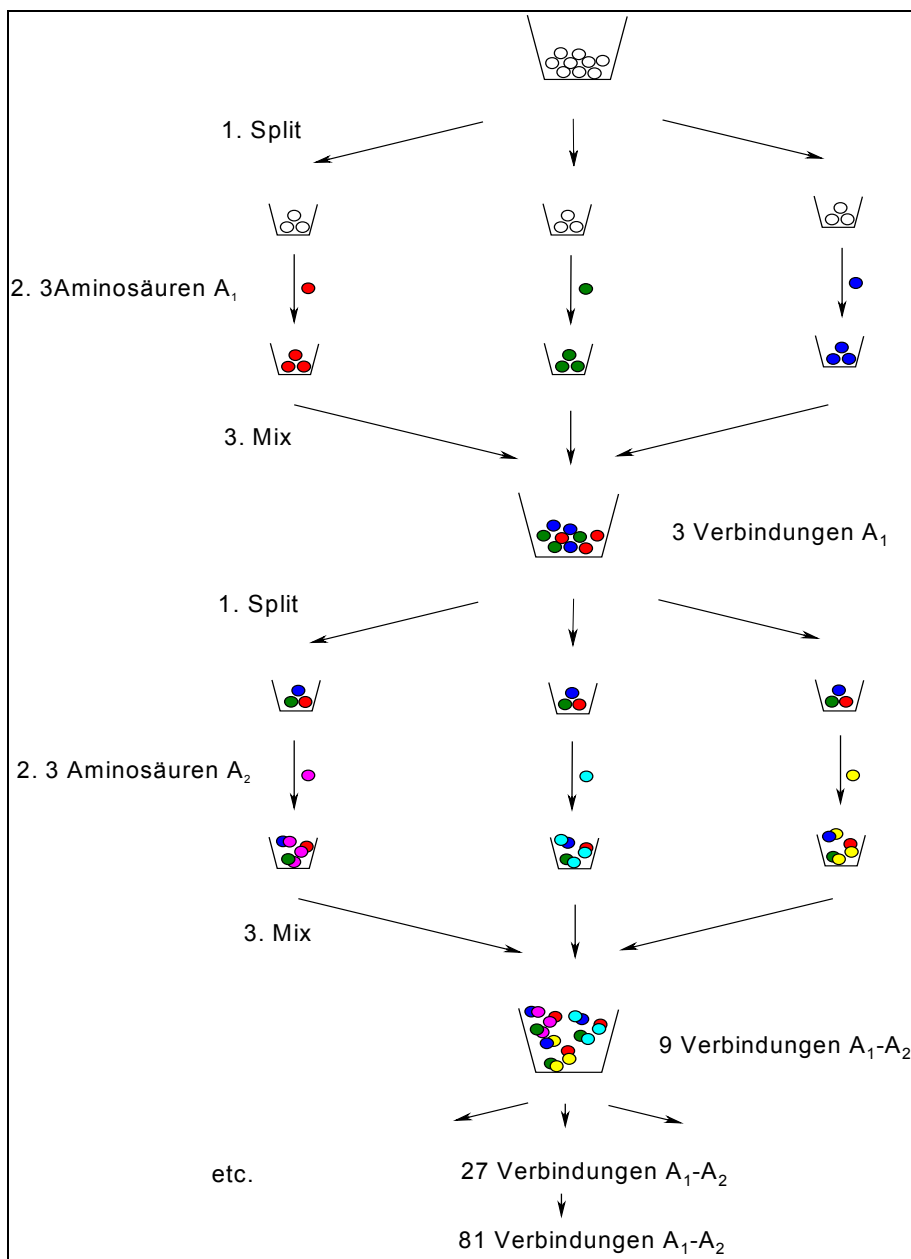 1. Split
2. 3Aminosäuren A₁
3. Mix
3 Verbindungen A₁
1. Split
2. 3 Aminosäuren A₂
3. Mix
9 Verbindungen A₁-A₂
etc.
27 Verbindungen A₁-A₂
81 Verbindungen A₁-A₂